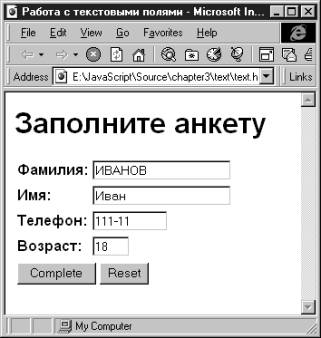 Работа с текстовыми полями - Microsoft In...
File Edit View Go Favorites Help
Address E:\JavaScript\Source\chapter3\text\text.h Links
Заполните анкету
Фамилия: ИВАНОВ
Имя: Иван
Телефон: 111-11
Возраст: 18
Complete Reset
My Computer